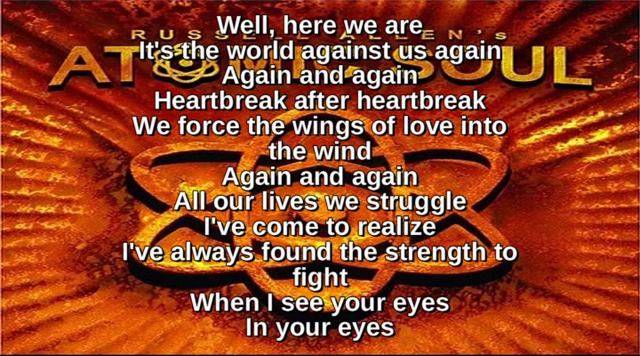 Well, here we are
RUSSELL ALLEN's
It's the world against us again
ATOMIC SOUL
Again and again
Heartbreak after heartbreak
We force the wings of love into
the wind
Again and again
All our lives we struggle
I've come to realize
I've always found the strength to
fight
When I see your eyes
In your eyes